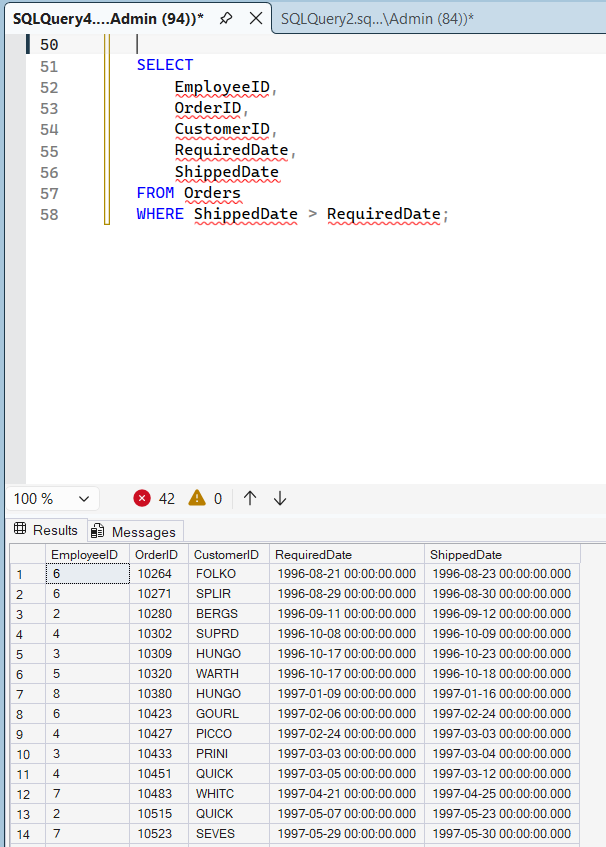 SQLQuery4....Admin (94))*
SQLQuery2.sq...\Admin (84))*
50
51 SELECT
52 EmployeeID,
53 OrderID,
54 CustomerID,
55 RequiredDate,
56 ShippedDate
57 FROM Orders
58 WHERE ShippedDate > RequiredDate;
100 % 42 0
Results Messages
EmployeeID OrderID CustomerID RequiredDate ShippedDate
1 6 10264 FOLKO 1996-08-21 00:00:00.000 1996-08-23 00:00:00.000
2 6 10271 SPLIR 1996-08-29 00:00:00.000 1996-08-30 00:00:00.000
3 2 10280 BERGS 1996-09-11 00:00:00.000 1996-09-12 00:00:00.000
4 4 10302 SUPRD 1996-10-08 00:00:00.000 1996-10-09 00:00:00.000
5 3 10309 HUNGO 1996-10-17 00:00:00.000 1996-10-23 00:00:00.000
6 5 10320 WARTH 1996-10-17 00:00:00.000 1996-10-18 00:00:00.000
7 8 10380 HUNGO 1997-01-09 00:00:00.000 1997-01-16 00:00:00.000
8 6 10423 GOURL 1997-02-06 00:00:00.000 1997-02-24 00:00:00.000
9 4 10427 PICCO 1997-02-24 00:00:00.000 1997-03-03 00:00:00.000
10 3 10433 PRINI 1997-03-03 00:00:00.000 1997-03-04 00:00:00.000
11 4 10451 QUICK 1997-03-05 00:00:00.000 1997-03-12 00:00:00.000
12 7 10483 WHITC 1997-04-21 00:00:00.000 1997-04-25 00:00:00.000
13 2 10515 QUICK 1997-05-07 00:00:00.000 1997-05-23 00:00:00.000
14 7 10523 SEVES 1997-05-29 00:00:00.000 1997-05-30 00:00:00.000